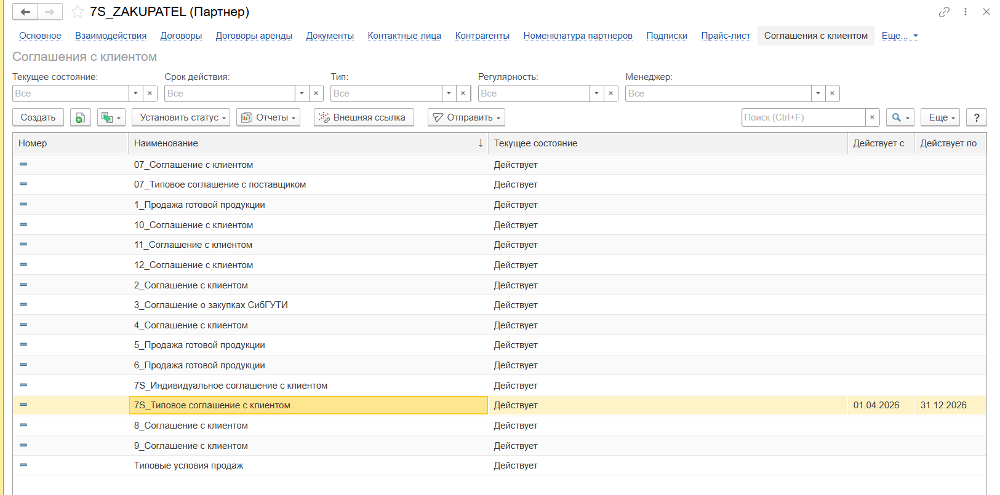 7S_ZAKUPATEL (Партнер)
Основное Взаимодействия Договоры Договоры аренды Документы Контактные лица Контрагенты Номенклатура партнеров Подписки Прайс-лист Соглашения с клиентом Еще...
Соглашения с клиентом
Текущее состояние: Срок действия: Тип: Регулярность: Менеджер:
Все Все Все Все Все
Создать Установить статус Отчеты Внешняя ссылка Отправить Поиск (Ctrl+F) × Еще ?
Номер Наименование ↓ Текущее состояние Действует с Действует по
07_Соглашение с клиентом Действует
07_Типовое соглашение с поставщиком Действует
1_Продажа готовой продукции Действует
10_Соглашение с клиентом Действует
11_Соглашение с клиентом Действует
12_Соглашение с клиентом Действует
2_Соглашение с клиентом Действует
3_Соглашение о закупках СибГУТИ Действует
4_Соглашение с клиентом Действует
5_Продажа готовой продукции Действует
6_Продажа готовой продукции Действует
7S_Индивидуальное соглашение с клиентом Действует
7S_Типовое соглашение с клиентом Действует 01.04.2026 31.12.2026
8_Соглашение с клиентом Действует
9_Соглашение с клиентом Действует
Типовые условия продаж Действует